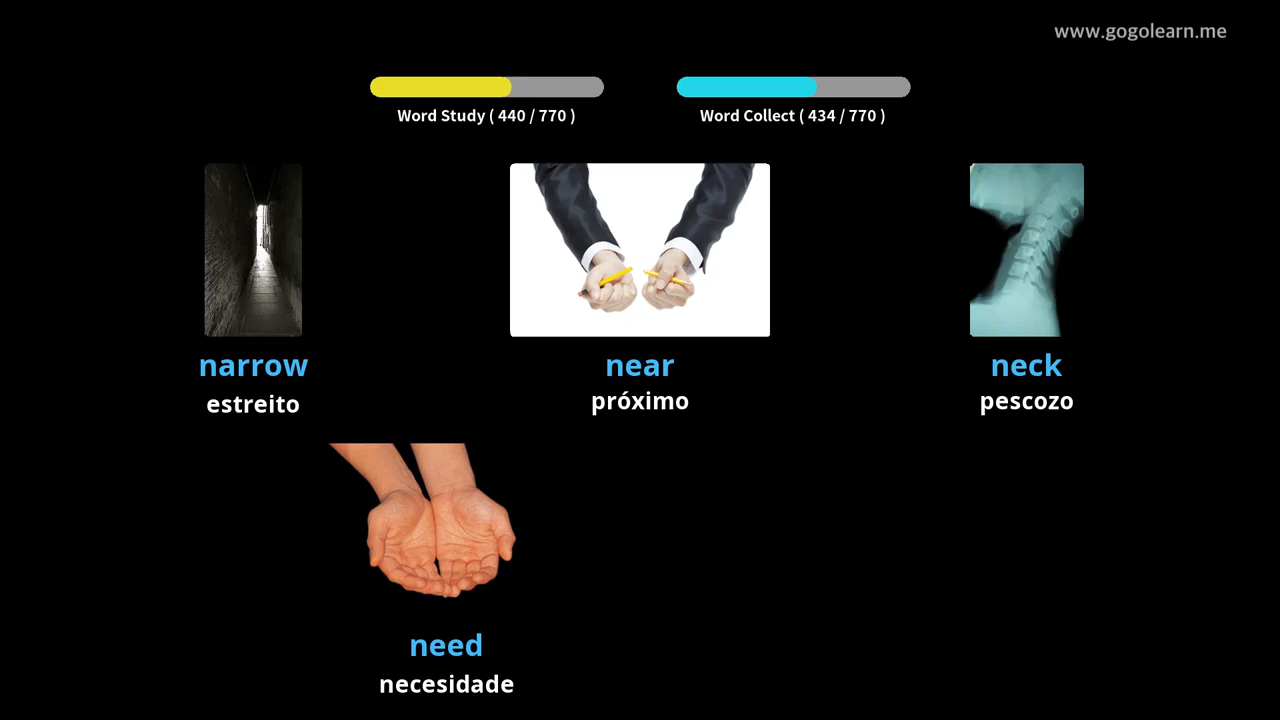 www.gogolearn.me
Word Study ( 440 / 770 )
Word Collect ( 434 / 770 )
narrow
estreito
near
próximo
neck
pescozo
need
necesidade